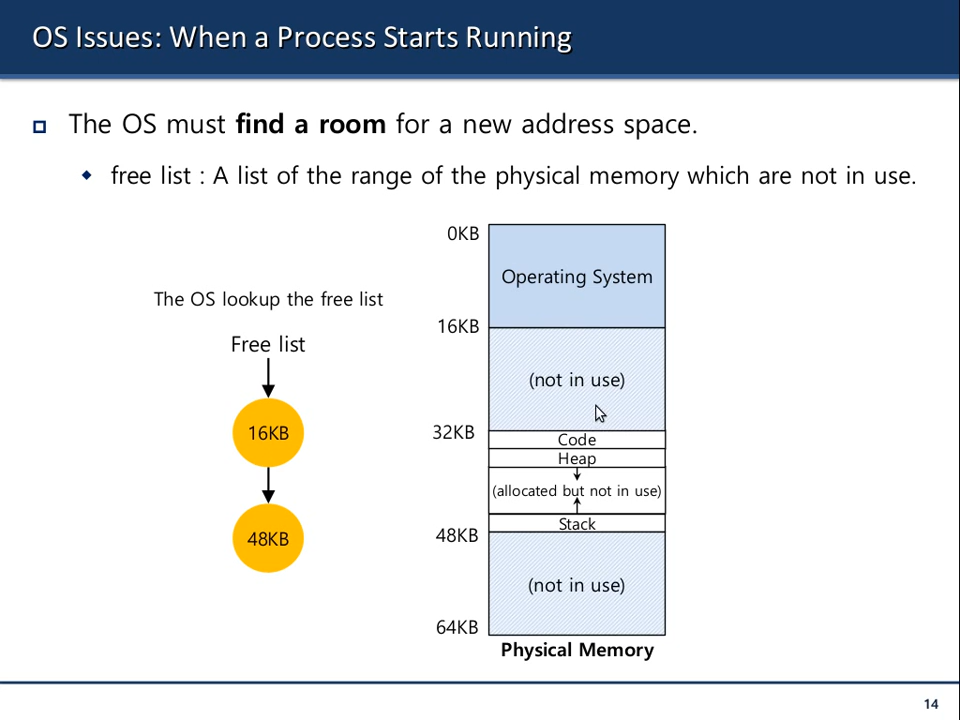 OS Issues: When a Process Starts Running
The OS must find a room for a new address space.
free list : A list of the range of the physical memory which are not in use.
The OS lookup the free list
Free list
16KB
48KB
0KB
Operating System
16KB
(not in use)
32KB
Code
Heap
(allocated but not in use)
Stack
48KB
(not in use)
64KB
Physical Memory
14